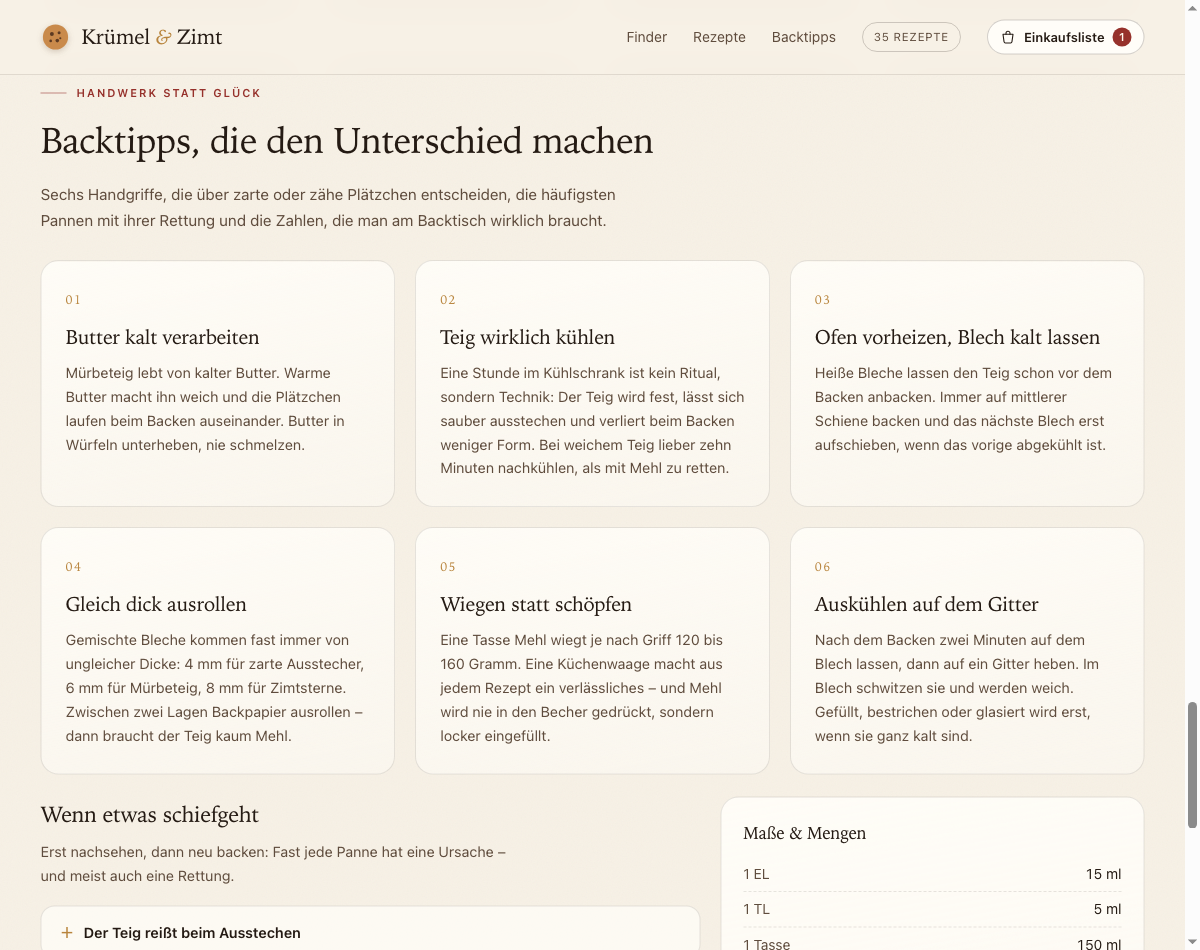 Krümel & Zimt
Finder
Rezepte
Backtipps
35 REZEPTE
Einkaufsliste 1
HANDWERK STATT GLÜCK
Backtipps, die den Unterschied machen
Sechs Handgriffe, die über zarte oder zähe Plätzchen entscheiden, die häufigsten
Pannen mit ihrer Rettung und die Zahlen, die man am Backtisch wirklich braucht.
01
Butter kalt verarbeiten
Mürbeteig lebt von kalter Butter. Warme
Butter macht ihn weich und die Plätzchen
laufen beim Backen auseinander. Butter in
Würfeln unterheben, nie schmelzen.
02
Teig wirklich kühlen
Eine Stunde im Kühlschrank ist kein Ritual,
sondern Technik: Der Teig wird fest, lässt sich
sauber ausstechen und verliert beim Backen
weniger Form. Bei weichem Teig lieber zehn
Minuten nachkühlen, als mit Mehl zu retten.
03
Ofen vorheizen, Blech kalt lassen
Heiße Bleche lassen den Teig schon vor dem
Backen anbacken. Immer auf mittlerer
Schiene backen und das nächste Blech erst
aufschieben, wenn das vorige abgekühlt ist.
04
Gleich dick ausrollen
Gemischte Bleche kommen fast immer von
ungleicher Dicke: 4 mm für zarte Ausstecher,
6 mm für Mürbeteig, 8 mm für Zimtsterne.
Zwischen zwei Lagen Backpapier ausrollen –
dann braucht der Teig kaum Mehl.
05
Wiegen statt schöpfen
Eine Tasse Mehl wiegt je nach Griff 120 bis
160 Gramm. Eine Küchenwaage macht aus
jedem Rezept ein verlässliches – und Mehl
wird nie in den Becher gedrückt, sondern
locker eingefüllt.
06
Auskühlen auf dem Gitter
Nach dem Backen zwei Minuten auf dem
Blech lassen, dann auf ein Gitter heben. Im
Blech schwitzen sie und werden weich.
Gefüllt, bestrichen oder glasiert wird erst,
wenn sie ganz kalt sind.
Wenn etwas schiefgeht
Erst nachsehen, dann neu backen: Fast jede Panne hat eine Ursache –
und meist auch eine Rettung.
+ Der Teig reißt beim Ausstechen
Maße & Mengen
1 EL 15 ml
1 TL 5 ml
1 Tasse 150 ml